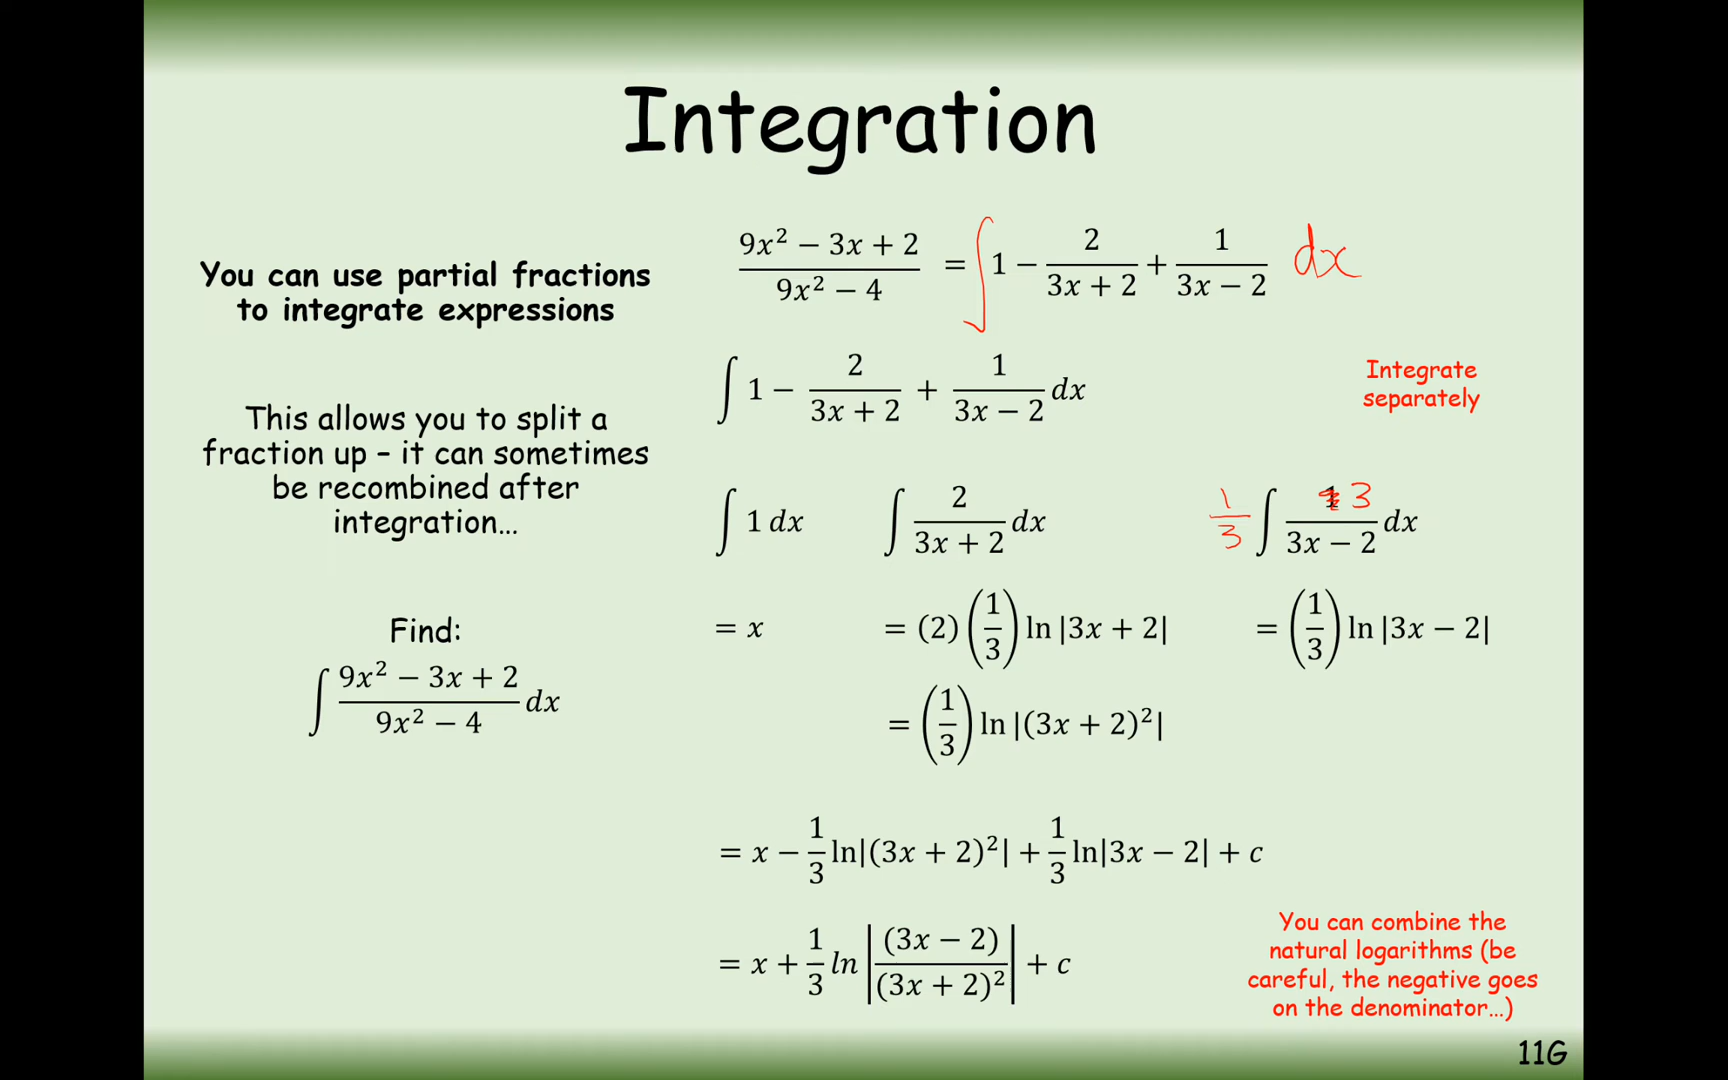 Integration
You can use partial fractions
to integrate expressions
This allows you to split a
fraction up – it can sometimes
be recombined after
integration…
Find:
∫ (9x² − 3x + 2)/(9x² − 4) dx
(9x² − 3x + 2)/(9x² − 4) = ∫ 1 − 2/(3x + 2) + 1/(3x − 2) dx
∫ 1 − 2/(3x + 2) + 1/(3x − 2) dx
Integrate
separately
∫ 1 dx
∫ 2/(3x + 2) dx
1/3 ∫ 3/(3x − 2) dx
= x
= (2)(1/3) ln |3x + 2|
= (1/3) ln |3x − 2|
= (1/3) ln |(3x + 2)²|
= x − 1/3 ln|(3x + 2)²| + 1/3 ln|3x − 2| + c
= x + 1/3 ln |(3x − 2)/(3x + 2)²| + c
You can combine the
natural logarithms (be
careful, the negative goes
on the denominator…)
11G